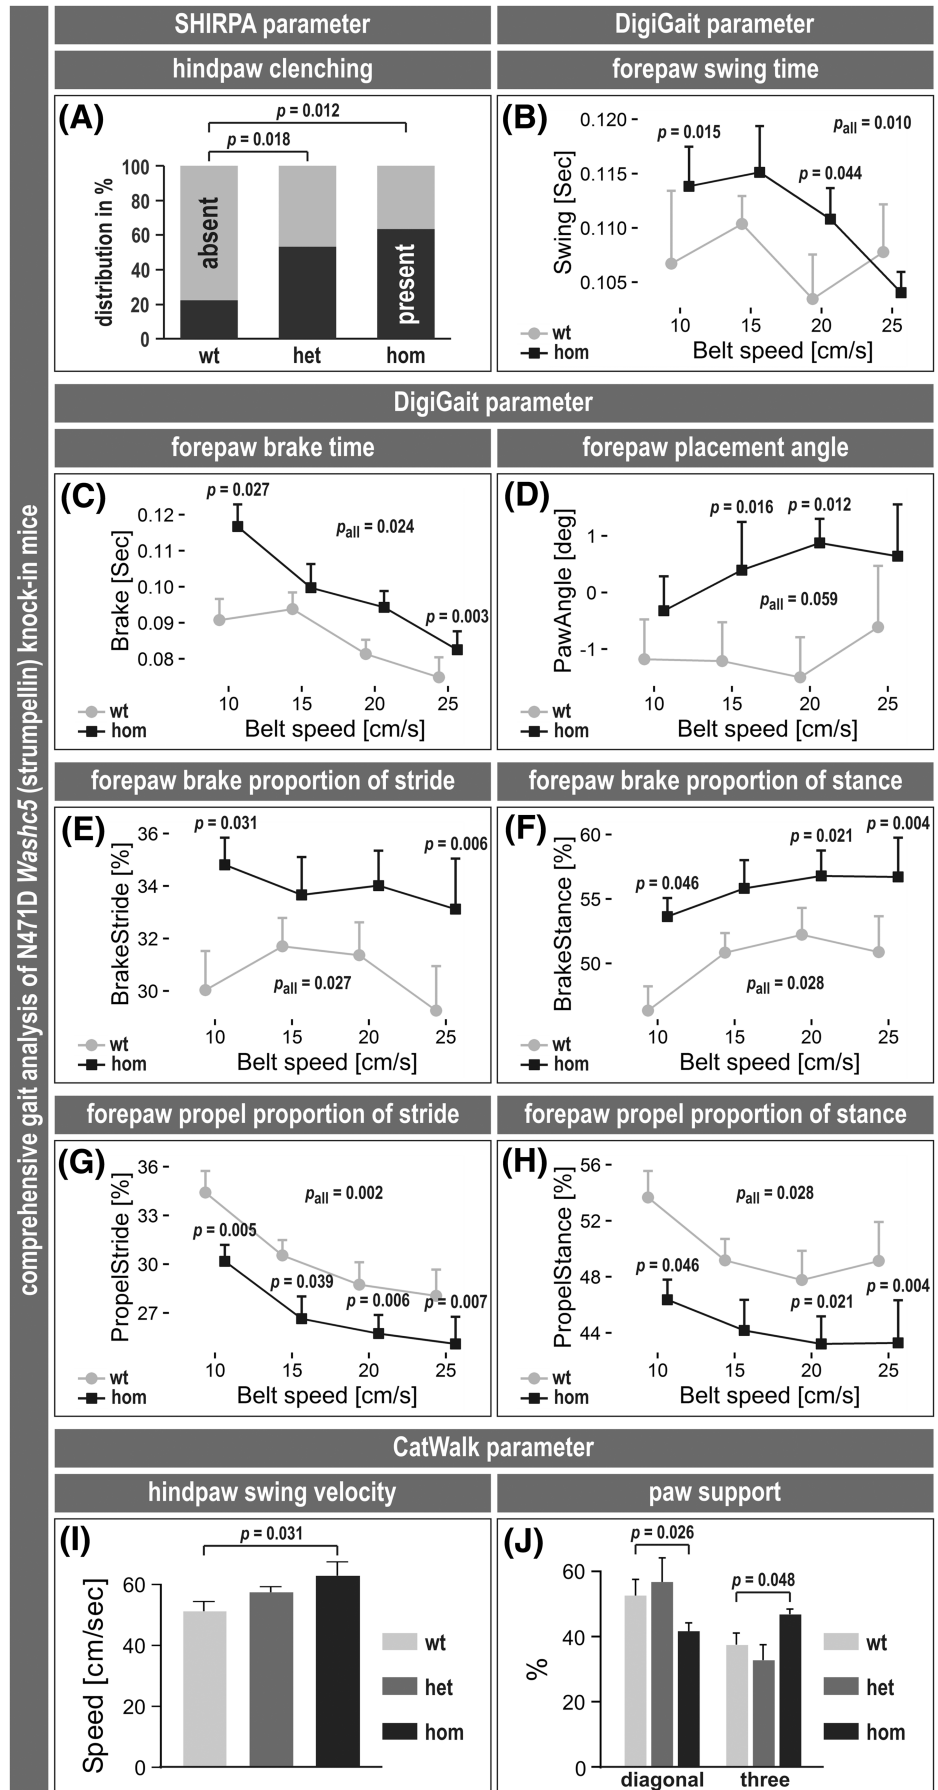 comprehensive gait analysis of N471D Washc5 (strumpellin) knock-in mice
SHIRPA parameter
hindpaw clenching
(A)
p = 0.012
p = 0.018
distribution in %
100
80
60
40
20
0
absent
present
wt
het
hom
DigiGait parameter
forepaw swing time
(B)
p = 0.015
p = 0.044
pall = 0.010
Swing [Sec]
0.120
0.115
0.110
0.105
10
15
20
25
Belt speed [cm/s]
wt
hom
DigiGait parameter
forepaw brake time
(C)
p = 0.027
pall = 0.024
p = 0.003
Brake [Sec]
0.12
0.11
0.10
0.09
0.08
10
15
20
25
Belt speed [cm/s]
wt
hom
forepaw placement angle
(D)
p = 0.016
p = 0.012
pall = 0.059
PawAngle [deg]
1
0
-1
10
15
20
25
Belt speed [cm/s]
wt
hom
forepaw brake proportion of stride
(E)
p = 0.031
p = 0.006
pall = 0.027
BrakeStride [%]
36
34
32
30
10
15
20
25
Belt speed [cm/s]
wt
hom
forepaw brake proportion of stance
(F)
p = 0.046
p = 0.021
p = 0.004
pall = 0.028
BrakeStance [%]
60
55
50
10
15
20
25
Belt speed [cm/s]
wt
hom
forepaw propel proportion of stride
(G)
pall = 0.002
p = 0.005
p = 0.039
p = 0.006
p = 0.007
PropelStride [%]
36
33
30
27
10
15
20
25
Belt speed [cm/s]
wt
hom
forepaw propel proportion of stance
(H)
pall = 0.028
p = 0.046
p = 0.021
p = 0.004
PropelStance [%]
56
52
48
44
10
15
20
25
Belt speed [cm/s]
wt
hom
CatWalk parameter
hindpaw swing velocity
(I)
p = 0.031
Speed [cm/sec]
60
40
20
0
wt
het
hom
paw support
(J)
p = 0.026
p = 0.048
%
60
40
20
0
diagonal
three
wt
het
hom